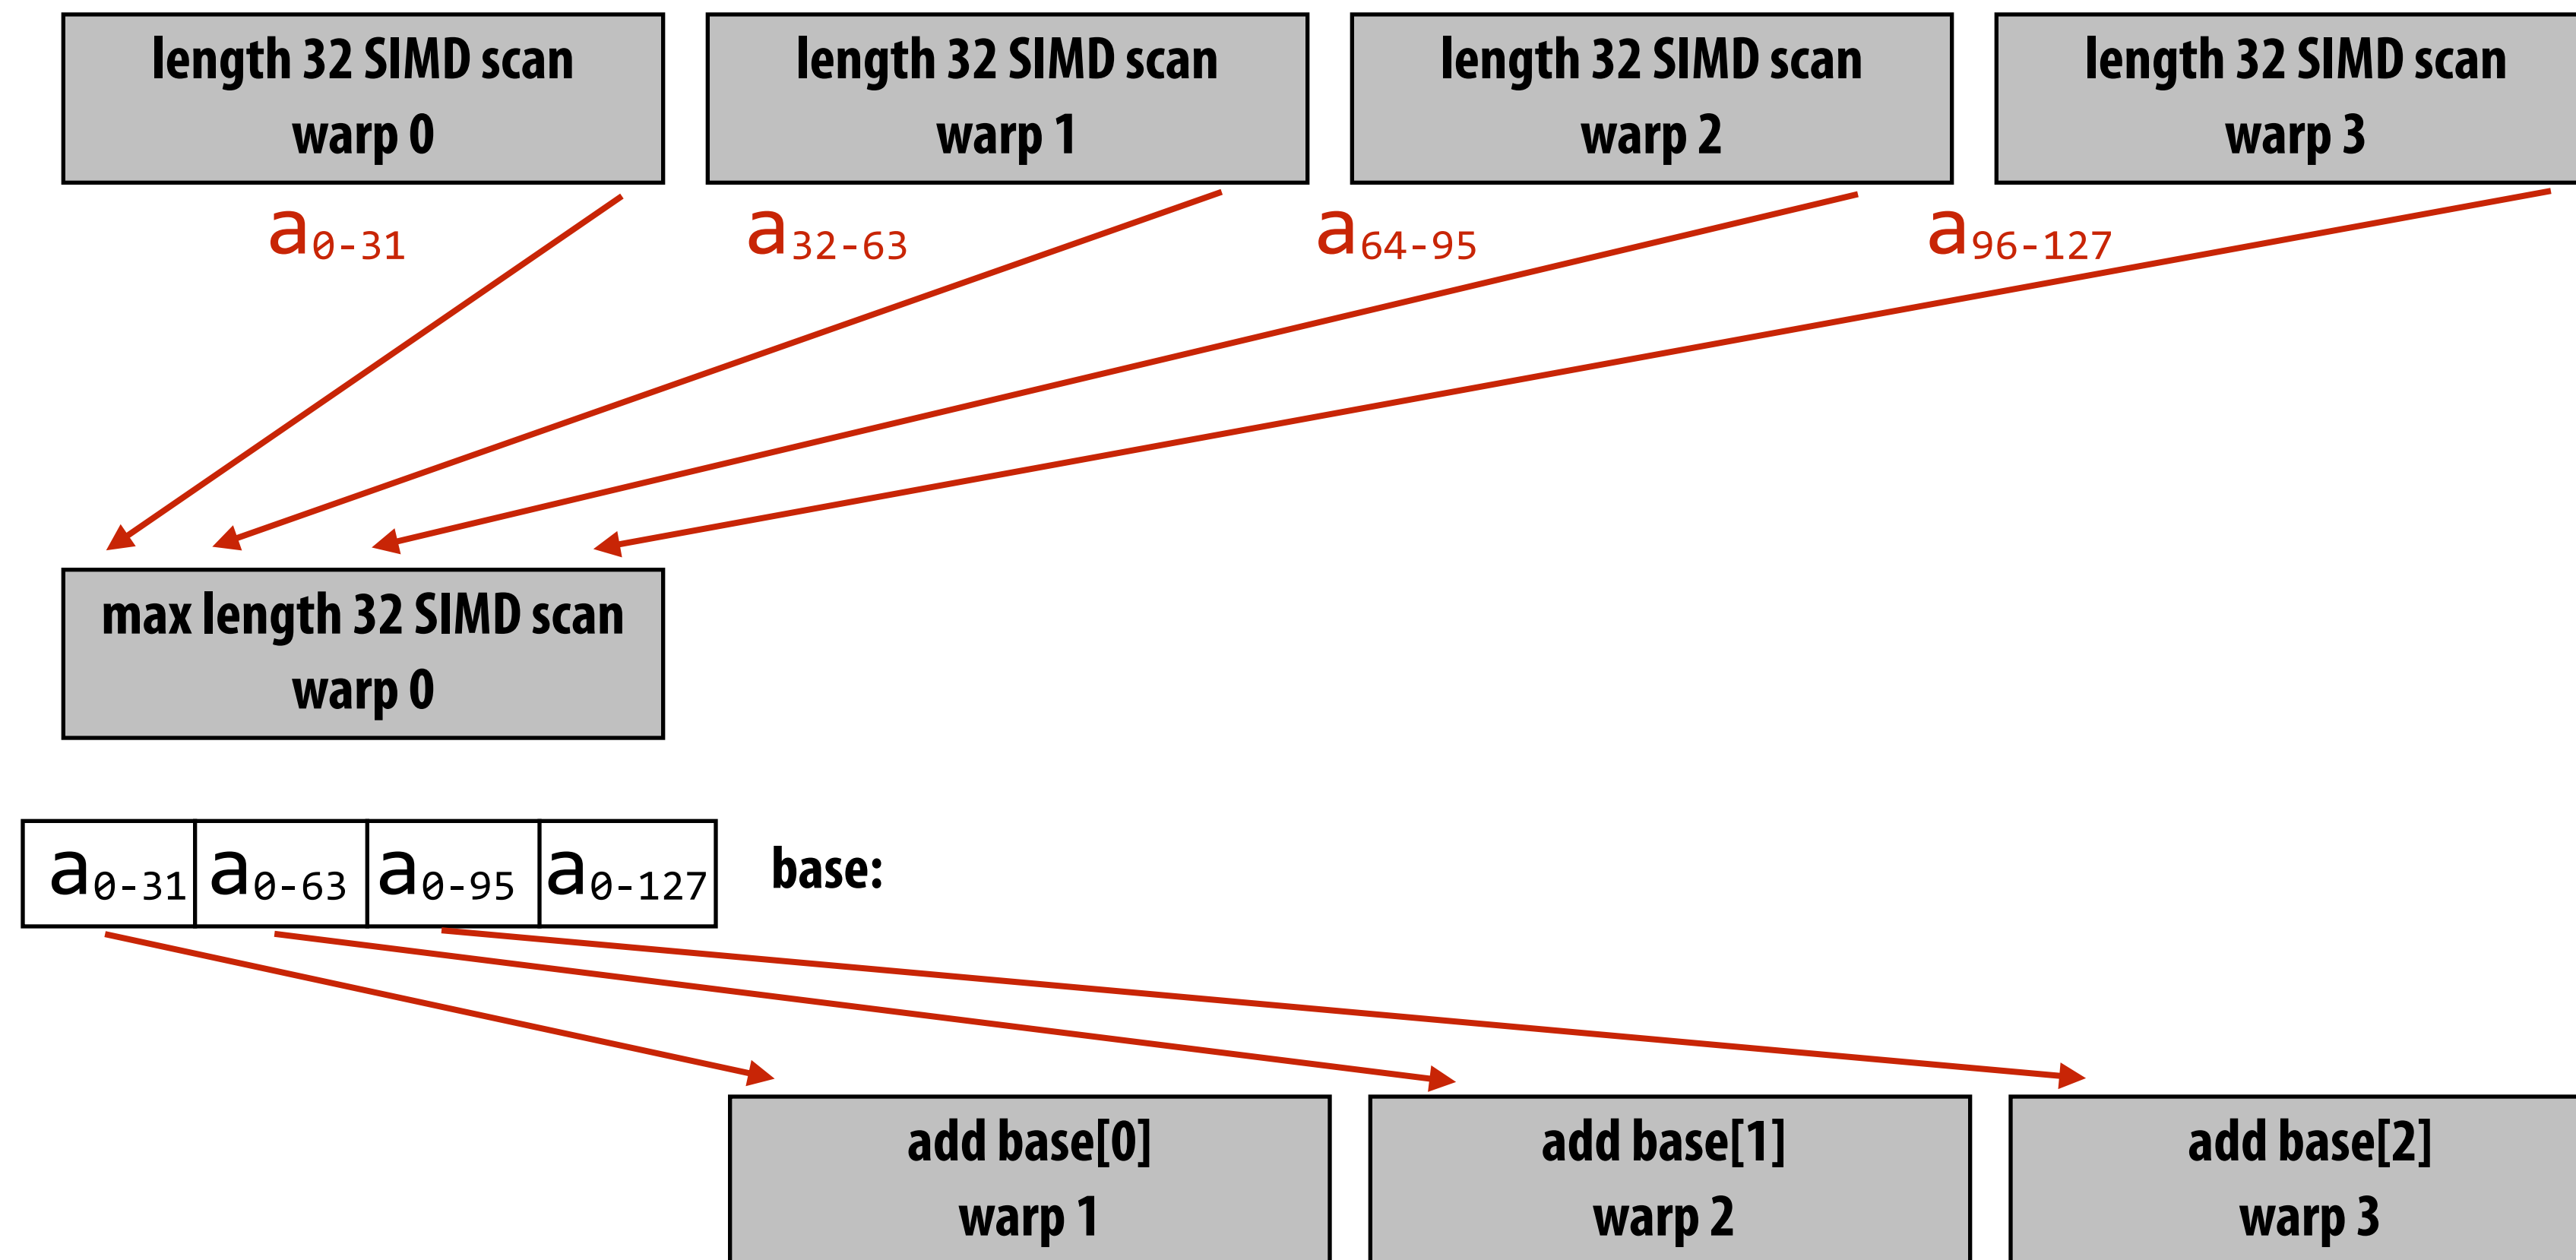 length 32 SIMD scan
warp 0
length 32 SIMD scan
warp 1
length 32 SIMD scan
warp 2
length 32 SIMD scan
warp 3
a0-31
a32-63
a64-95
a96-127
max length 32 SIMD scan
warp 0
a0-31 a0-63 a0-95 a0-127 base:
add base[0]
warp 1
add base[1]
warp 2
add base[2]
warp 3